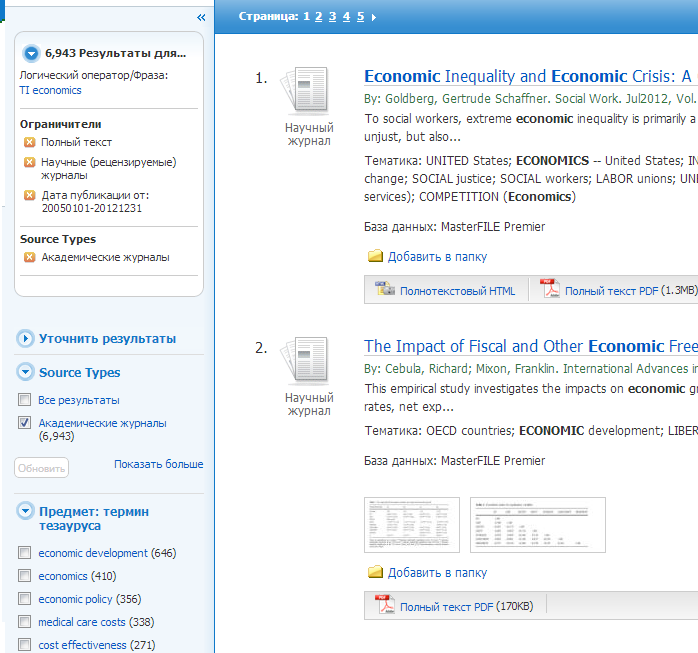 «
6,943 Результаты для...
Логический оператор/Фраза:
TI economics
Ограничители
Полный текст
Научные (рецензируемые)
журналы
Дата публикации от:
20050101-20121231
Source Types
Академические журналы
Уточнить результаты
Source Types
Все результаты
Академические журналы
(6,943)
Обновить
Показать больше
Предмет: термин
тезауруса
economic development (646)
economics (410)
economic policy (356)
medical care costs (338)
cost effectiveness (271)
Страница: 1 2 3 4 5
1.
Научный
журнал
Economic Inequality and Economic Crisis: A
By: Goldberg, Gertrude Schaffner. Social Work. Jul2012, Vol.
To social workers, extreme economic inequality is primarily a
unjust, but also...
Тематика: UNITED States; ECONOMICS -- United States; IN
change; SOCIAL justice; SOCIAL workers; LABOR unions; UNI
services); COMPETITION (Economics)
База данных: MasterFILE Premier
Добавить в папку
Полнотекстовый HTML
PDF
Полный текст PDF (1.3MB)
2.
Научный
журнал
The Impact of Fiscal and Other Economic Free
By: Cebula, Richard; Mixon, Franklin. International Advances in
This empirical study investigates the impacts on economic gr
rates, net exp...
Тематика: OECD countries; ECONOMIC development; LIBER
База данных: MasterFILE Premier
Добавить в папку
PDF
Полный текст PDF (170KB)